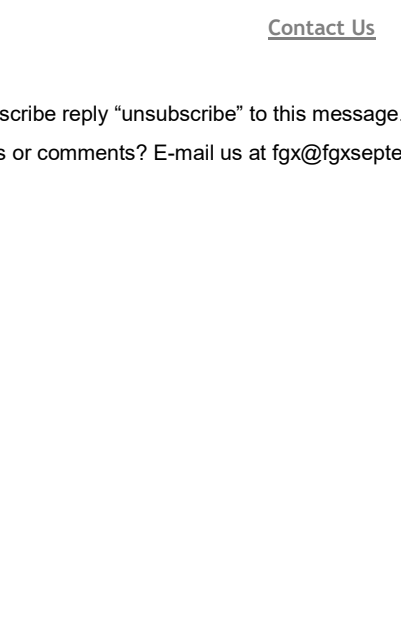 Contact Us
scribe reply “unsubscribe” to this message.
s or comments? E-mail us at fgx@fgxsepte